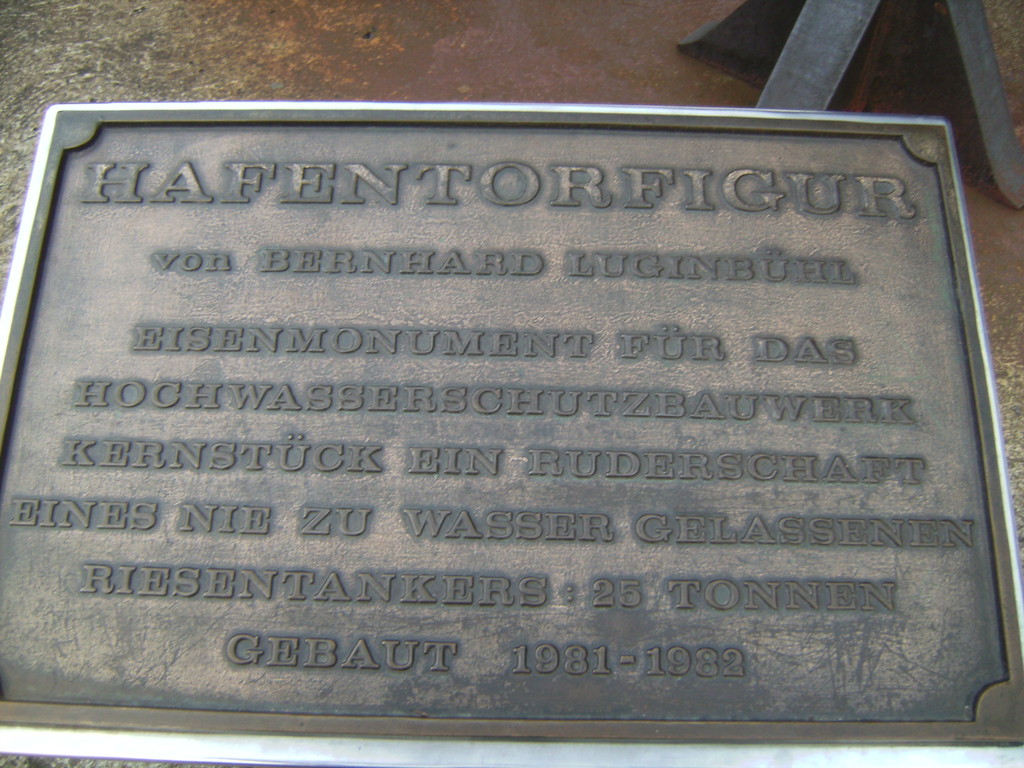 HAFENTORFIGUR
von BERNHARD LUGINBÜHL
EISENMONUMENT FÜR DAS
HOCHWASSERSCHUTZBAUWERK
KERNSTÜCK EIN RUDERSCHAFT
EINES NIE ZU WASSER GELASSENEN
RIESENTANKERS : 25 TONNEN
GEBAUT 1981-1982